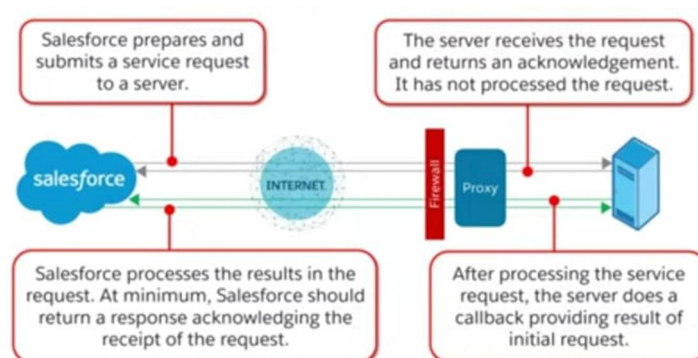 Salesforce prepares and
submits a service request
to a server.
The server receives the request
and returns an acknowledgement.
It has not processed the request.
salesforce
INTERNET
Firewall
Proxy
Salesforce processes the results in the
request. At minimum, Salesforce should
return a response acknowledging the
receipt of the request.
After processing the service
request, the server does a
callback providing result of
initial request.